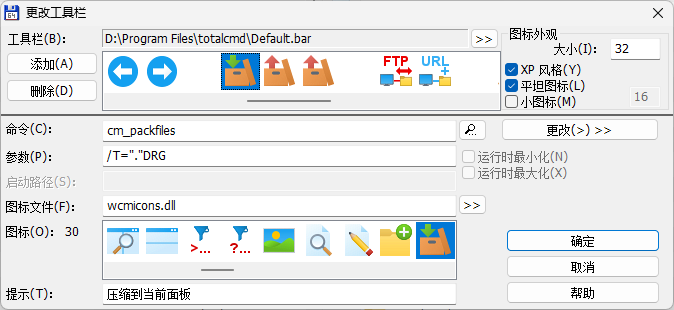 更改工具栏
工具栏(B): D:\Program Files\totalcmd\Default.bar >>
图标外观
大小(I): 32
添加(A)
删除(D)
FTP URL
XP 风格(Y)
平坦图标(L)
小图标(M) 16
命令(C): cm_packfiles 更改(>) >>
参数(P): /T="."DRG 运行时最小化(N)
启动路径(S): 运行时最大化(X)
图标文件(F): wcmicons.dll >>
图标(O): 30
>... ?...
确定
取消
帮助
提示(T): 压缩到当前面板